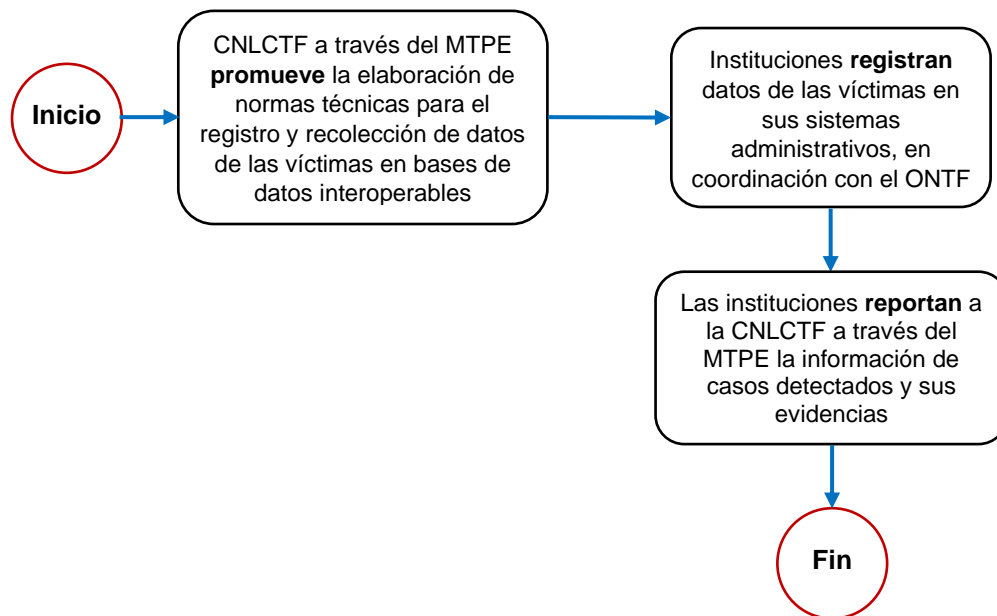 Inicio
CNLCTF a través del MTPE
promueve la elaboración de
normas técnicas para el
registro y recolección de datos
de las víctimas en bases de
datos interoperables
Instituciones registran
datos de las víctimas en
sus sistemas
administrativos, en
coordinación con el ONTF
Las instituciones reportan a
la CNLCTF a través del
MTPE la información de
casos detectados y sus
evidencias
Fin